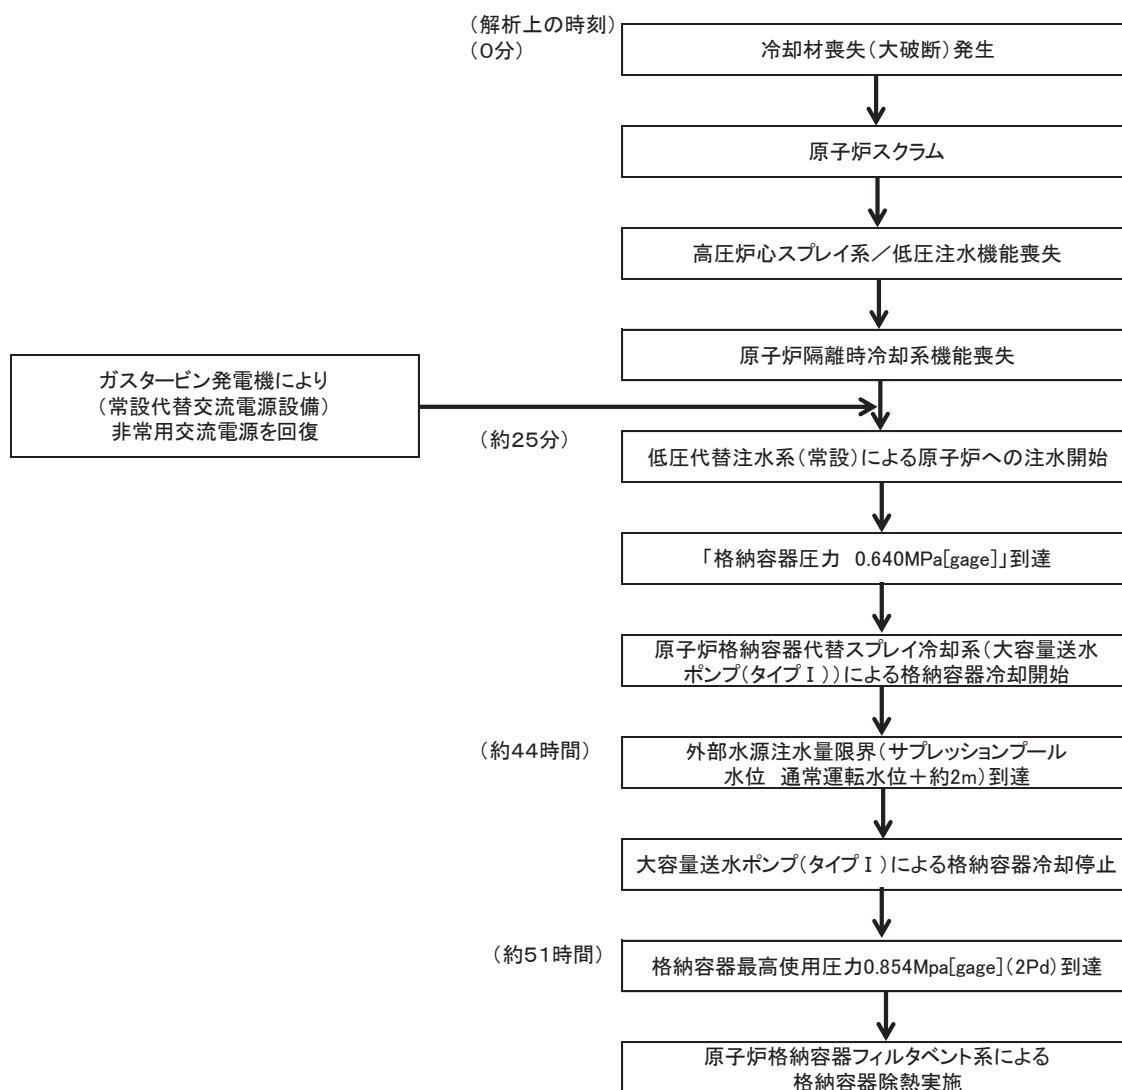 （解析上の時刻）
（0分）
冷却材喪失（大破断）発生
原子炉スクラム
高圧炉心スプレイ系／低圧注水機能喪失
原子炉隔離時冷却系機能喪失
ガスタービン発電機により
（常設代替交流電源設備）
非常用交流電源を回復
（約25分）
低圧代替注水系（常設）による原子炉への注水開始
「格納容器圧力　0.640MPa[gage]」到達
原子炉格納容器代替スプレイ冷却系（大容量送水
ポンプ（タイプⅠ））による格納容器冷却開始
（約44時間）
外部水源注水量限界（サプレッションプール
水位　通常運転水位＋約2m）到達
大容量送水ポンプ（タイプⅠ）による格納容器冷却停止
（約51時間）
格納容器最高使用圧力0.854Mpa[gage]（2Pd）到達
原子炉格納容器フィルタベント系による
格納容器除熱実施